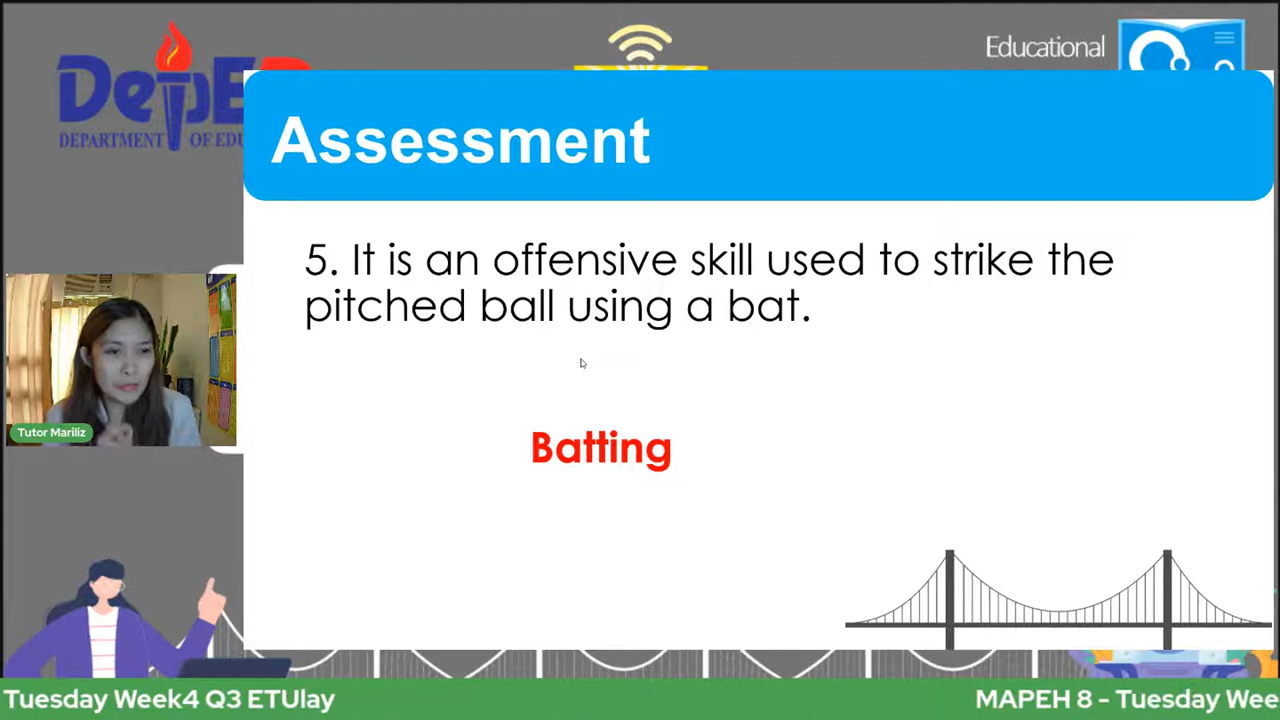 Educational
DepE
DEPARTMENT OF EDU
Assessment
5. It is an offensive skill used to strike the
pitched ball using a bat.
Tutor Mariliz
Batting
Tuesday Week4 Q3 ETUlay
MAPEH 8 - Tuesday Wee